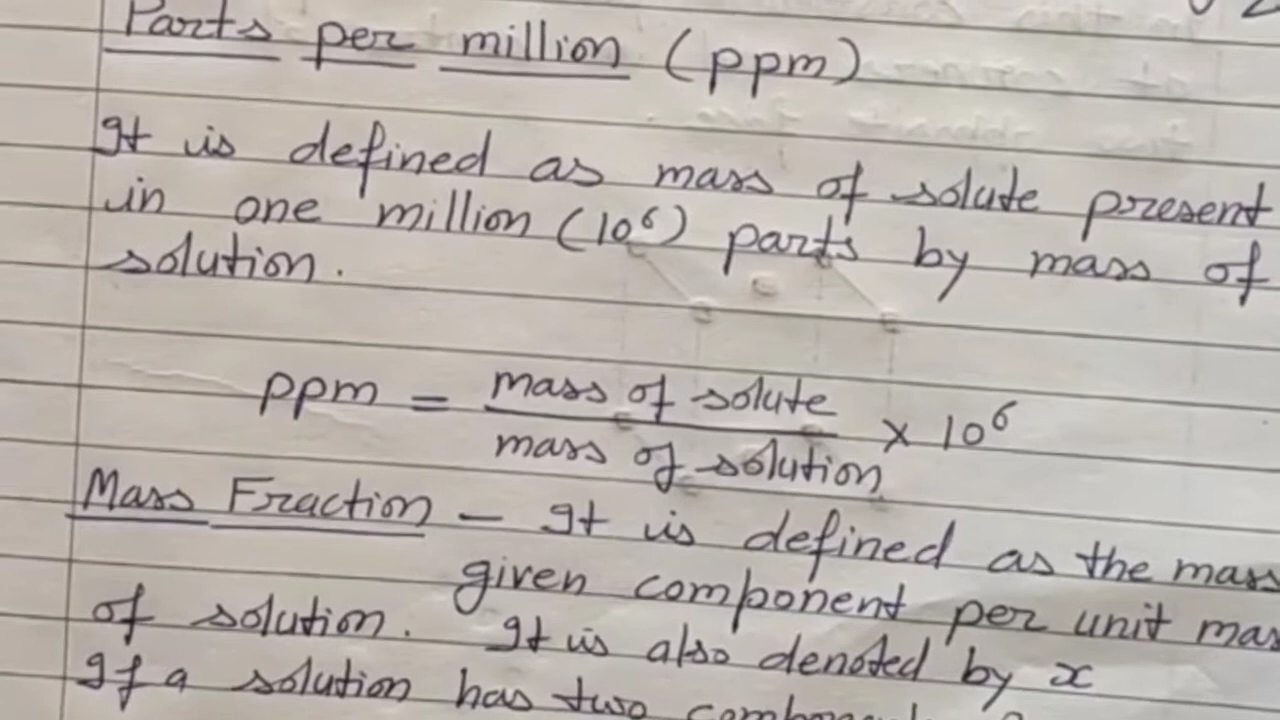 Parts per million (ppm)
It is defined as mass of solute present
in one million (10⁶) parts by mass of
solution.
ppm = mass of solute / mass of solution × 10⁶
Mass Fraction - It is defined as the mass
given component per unit mas
of solution. It is also denoted by x
If a solution has two